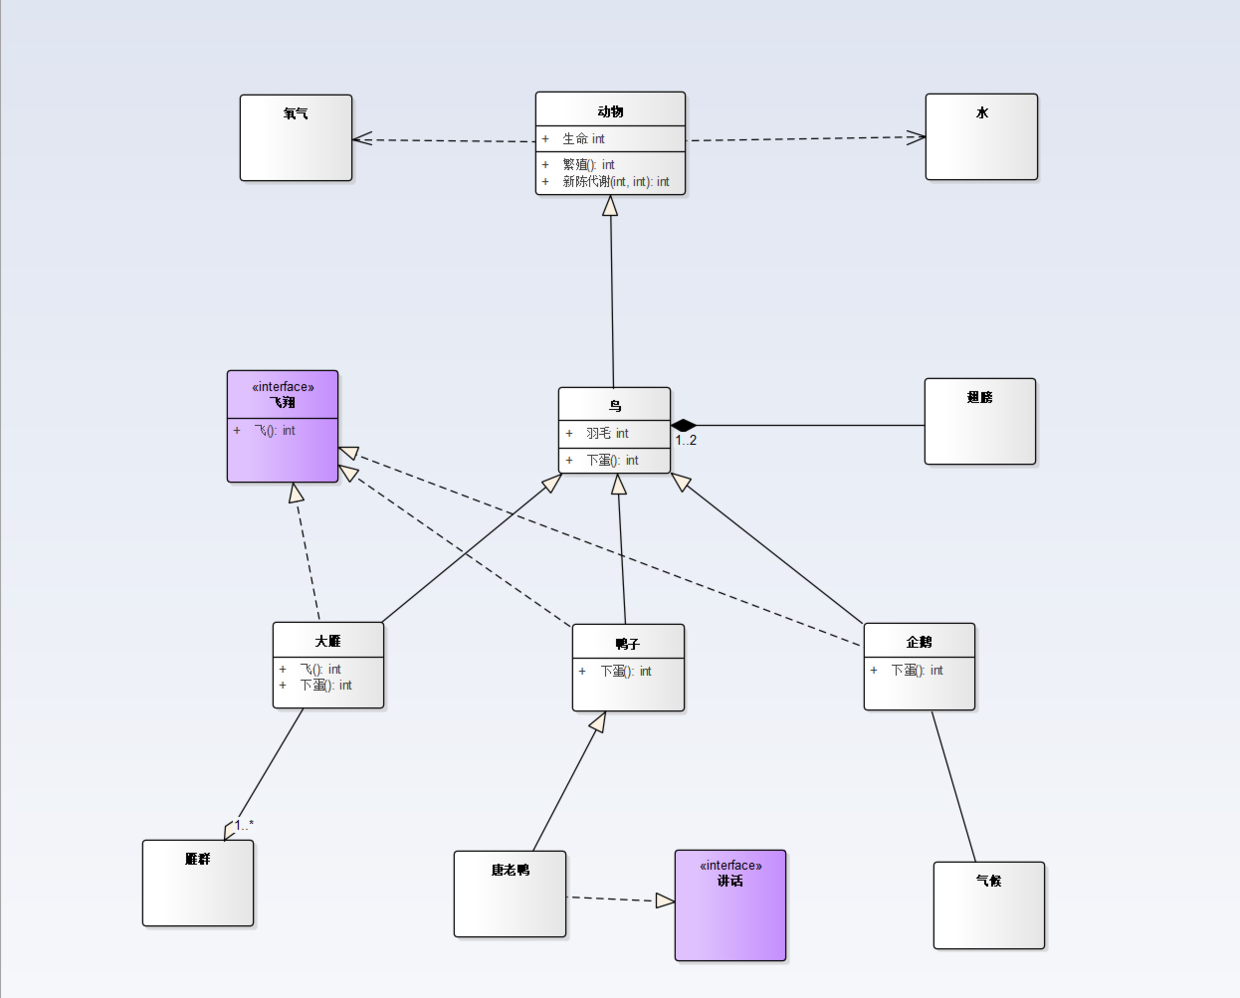 氧气
动物
+ 生命 int
+ 繁殖(): int
+ 新陈代谢(int, int): int
水
«interface»
飞翔
+ 飞(): int
鸟
+ 羽毛 int
+ 下蛋(): int
1..2
翅膀
大雁
+ 飞(): int
+ 下蛋(): int
鸭子
+ 下蛋(): int
企鹅
+ 下蛋(): int
1..*
雁群
唐老鸭
«interface»
讲话
气候